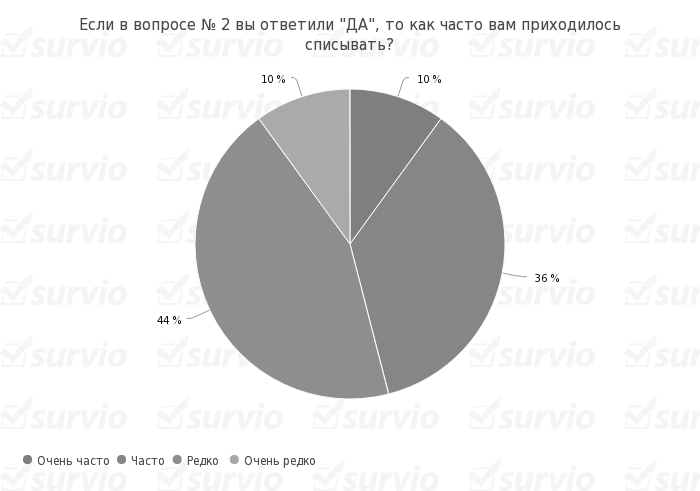 Если в вопросе № 2 вы ответили "ДА", то как часто вам приходилось
списывать?
10 %
10 %
36 %
44 %
Очень часто
Часто
Редко
Очень редко
survio